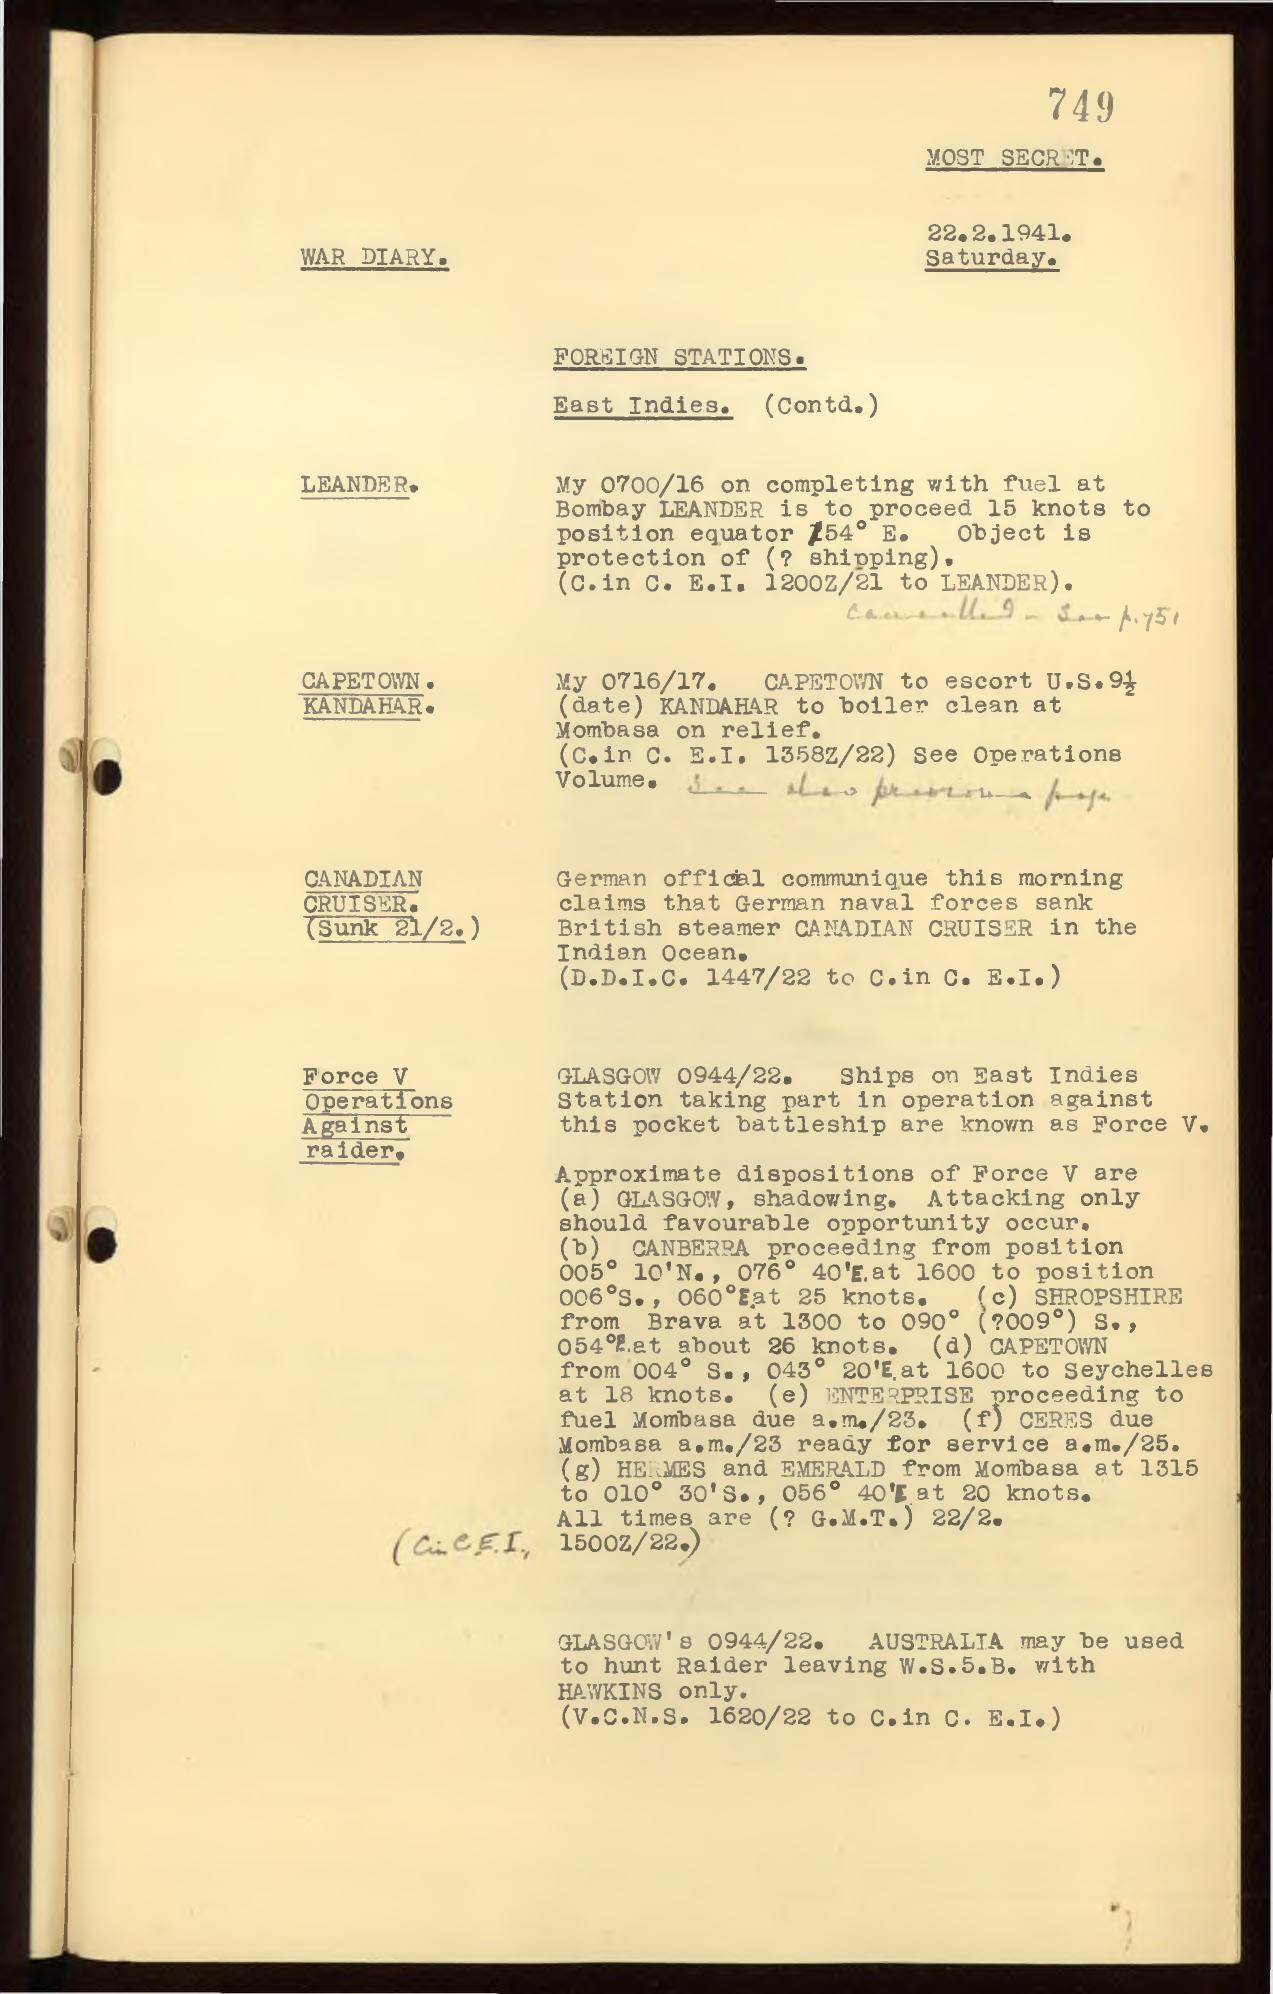 749
MOST SECRET.
22.2.1941.
WAR DIARY.
Saturday.
FOREIGN STATIONS.
East Indies. (Contd.)
LEANDER.
My 0700/16 on completing with fuel at
Bombay LEANDER is to proceed 15 knots to
position equator 54° E. Object is
protection of (? shipping).
(C.in C. E.I. 1200Z/21 to LEANDER).
Cancelled - See p.751
CAPETOWN.
KANDAHAR.
My 0716/17. CAPETOWN to escort U.S.9½
(date) KANDAHAR to boiler clean at
Mombasa on relief.
(C.in C. E.I. 1358Z/22) See Operations
Volume. See also previous page
CANADIAN
CRUISER.
(Sunk 21/2.)
German offical communique this morning
claims that German naval forces sank
British steamer CANADIAN CRUISER in the
Indian Ocean.
(D.D.I.C. 1447/22 to C.in C. E.I.)
Force V
Operations
Against
raider.
GLASGOW 0944/22. Ships on East Indies
Station taking part in operation against
this pocket battleship are known as Force V.
Approximate dispositions of Force V are
(a) GLASGOW, shadowing. Attacking only
should favourable opportunity occur.
(b) CANBERRA proceeding from position
005° 10'N., 076° 40'E.at 1600 to position
006°S., 060°E.at 25 knots. (c) SHROPSHIRE
from Brava at 1300 to 090° (?009°) S.,
054°E.at about 26 knots. (d) CAPETOWN
from 004° S., 043° 20'E.at 1600 to Seychelles
at 18 knots. (e) ENTERPRISE proceeding to
fuel Mombasa due a.m./23. (f) CERES due
Mombasa a.m./23 ready for service a.m./25.
(g) HERMES and EMERALD from Mombasa at 1315
to 010° 30'S., 056° 40'E.at 20 knots.
All times are (? G.M.T.) 22/2.
(C in C. E.I., 1500Z/22.)
GLASGOW's 0944/22. AUSTRALIA may be used
to hunt Raider leaving W.S.5.B. with
HAWKINS only.
(V.C.N.S. 1620/22 to C.in C. E.I.)